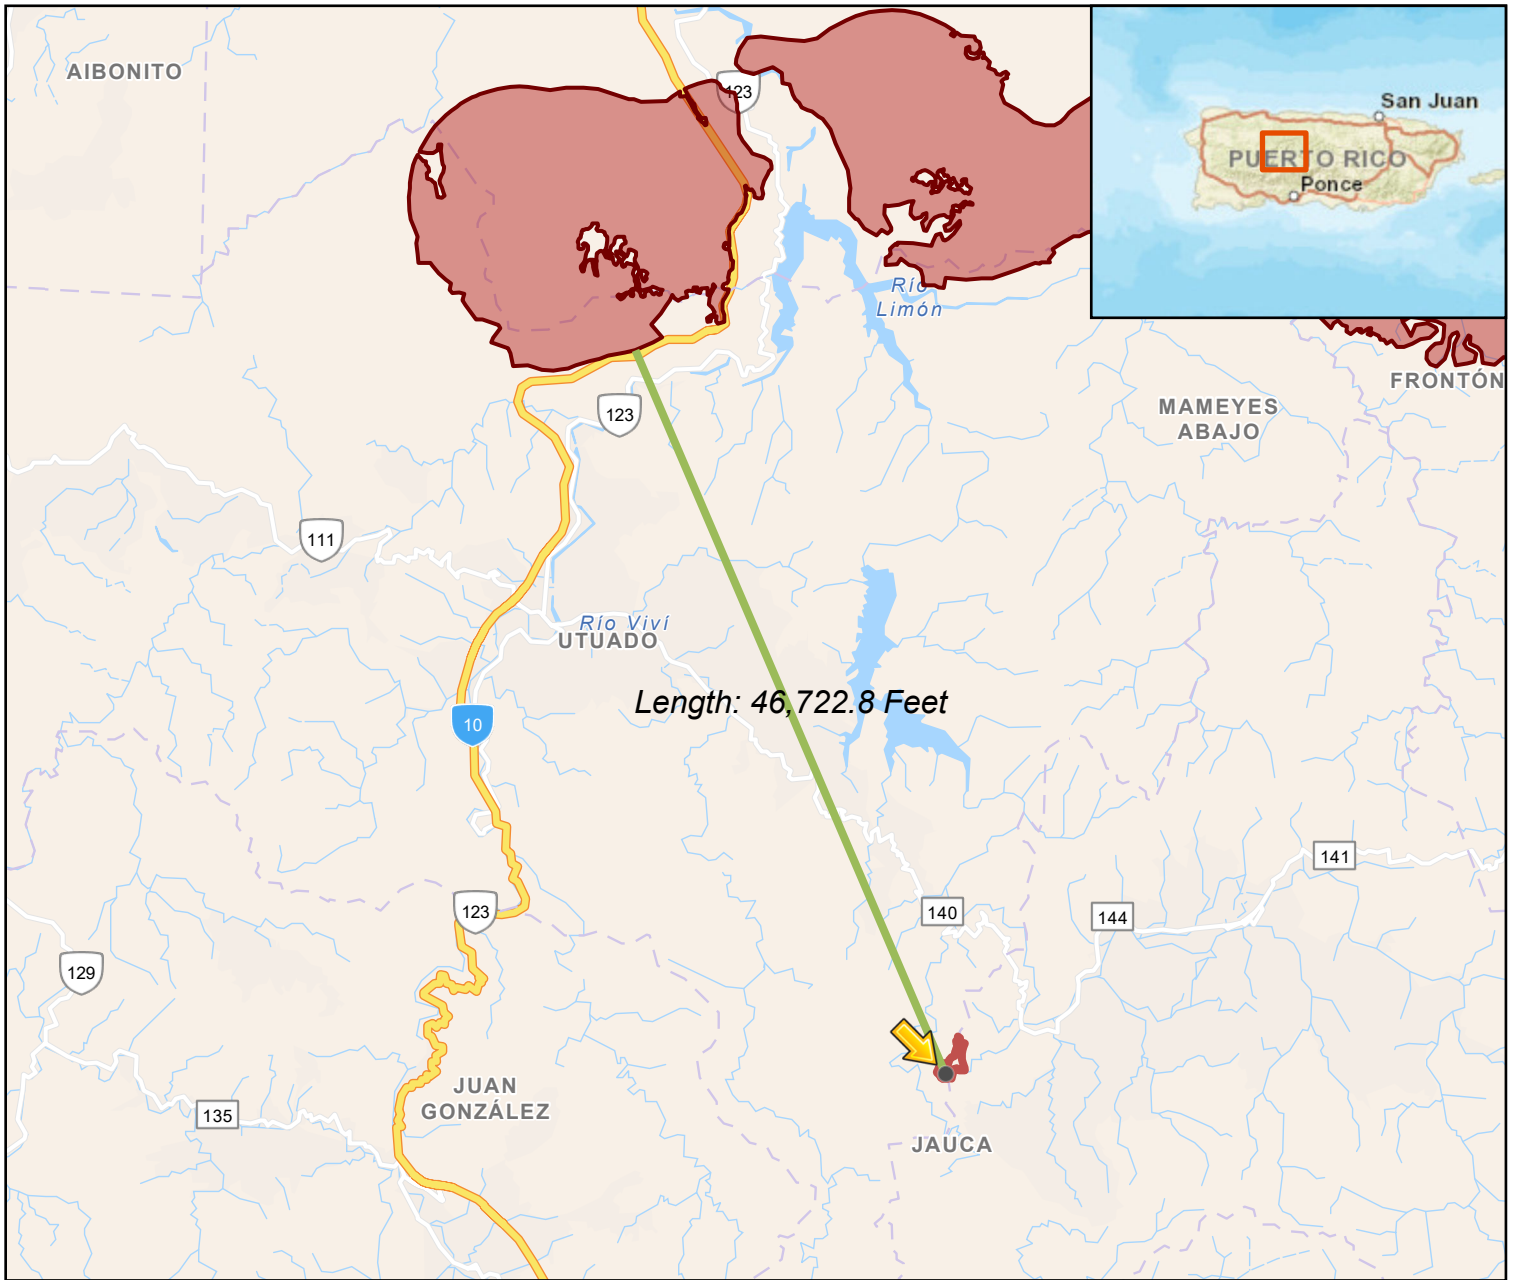 AIBONITO
123
San Juan
PUERTO RICO
Ponce
Río
Limón
FRONTÓN
MAMEYES
ABAJO
123
111
Río Viví
UTUADO
Length: 46,722.8 Feet
10
141
123
140
144
129
JUAN
GONZÁLEZ
135
JAUCA